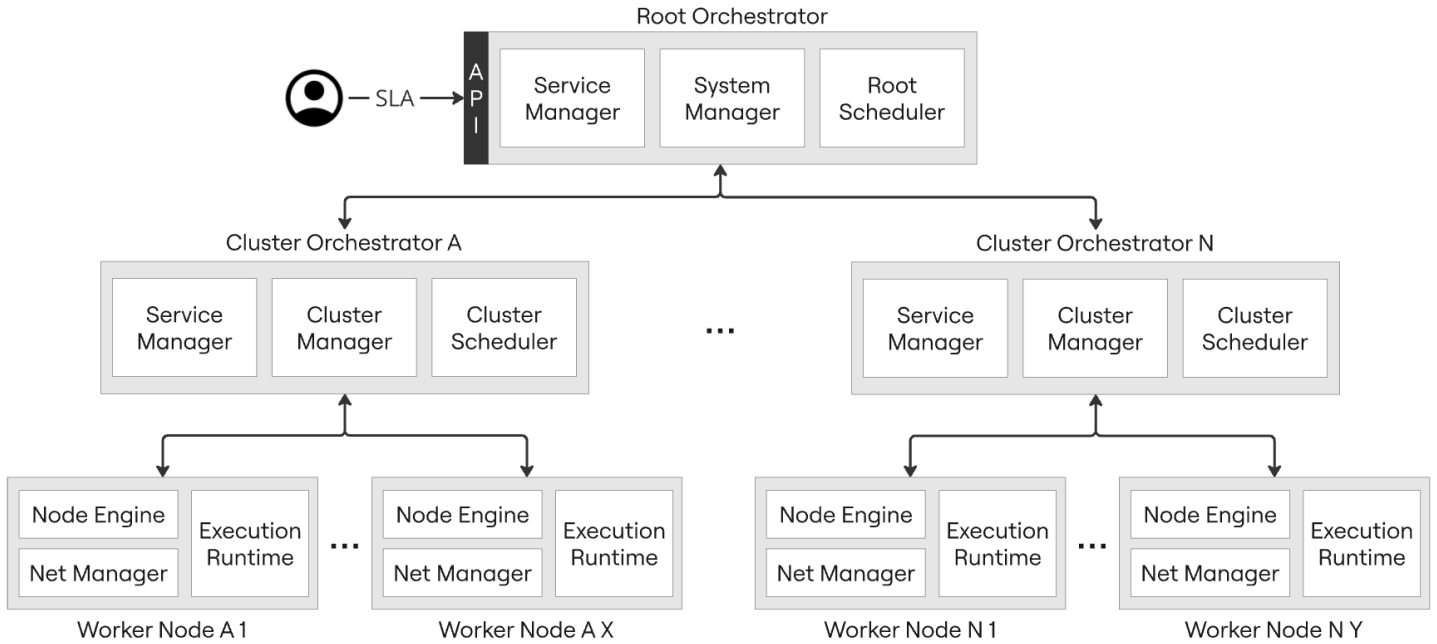 Root Orchestrator
SLA
API
Service
Manager
System
Manager
Root
Scheduler
Cluster Orchestrator A
Service
Manager
Cluster
Manager
Cluster
Scheduler
...
Cluster Orchestrator N
Service
Manager
Cluster
Manager
Cluster
Scheduler
Node Engine
Net Manager
Execution
Runtime
Worker Node A 1
...
Node Engine
Net Manager
Execution
Runtime
Worker Node A X
Node Engine
Net Manager
Execution
Runtime
Worker Node N 1
...
Node Engine
Net Manager
Execution
Runtime
Worker Node N Y